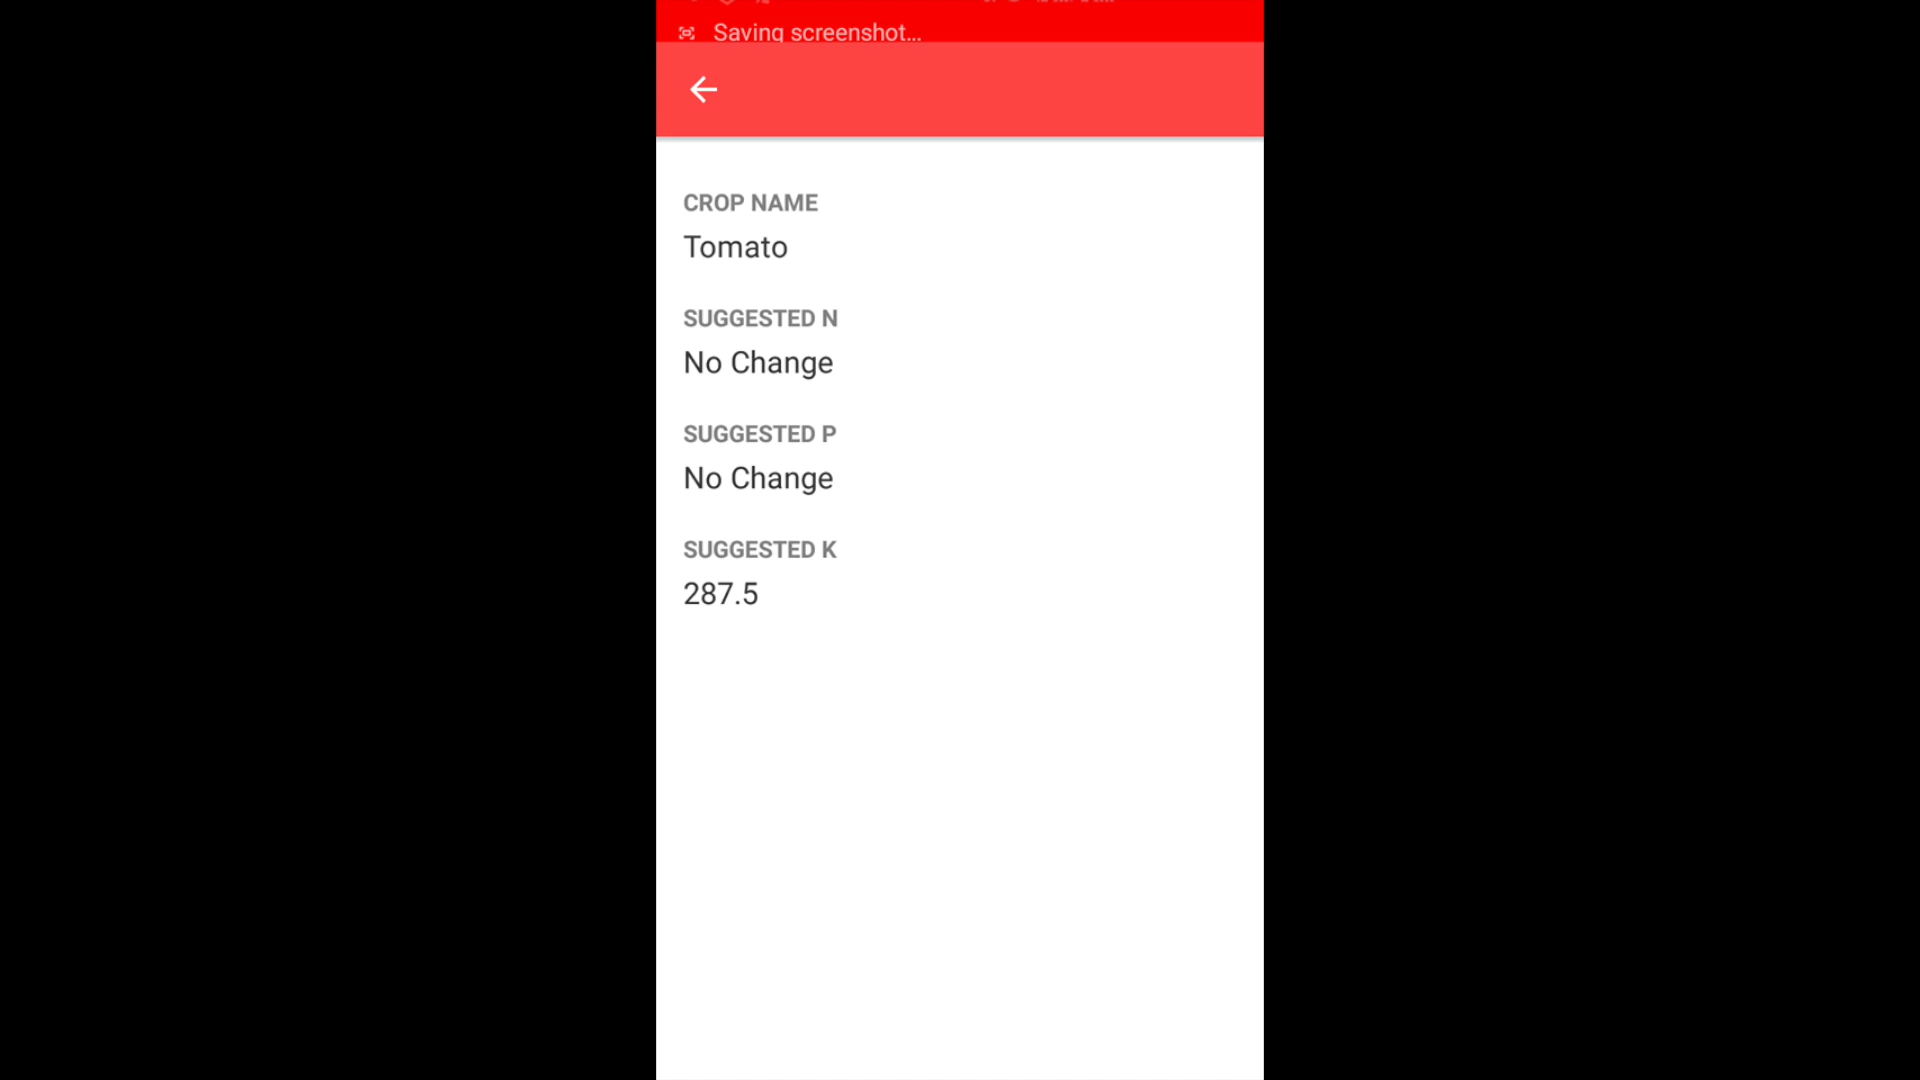 Saving screenshot...
CROP NAME
Tomato
SUGGESTED N
No Change
SUGGESTED P
No Change
SUGGESTED K
287.5